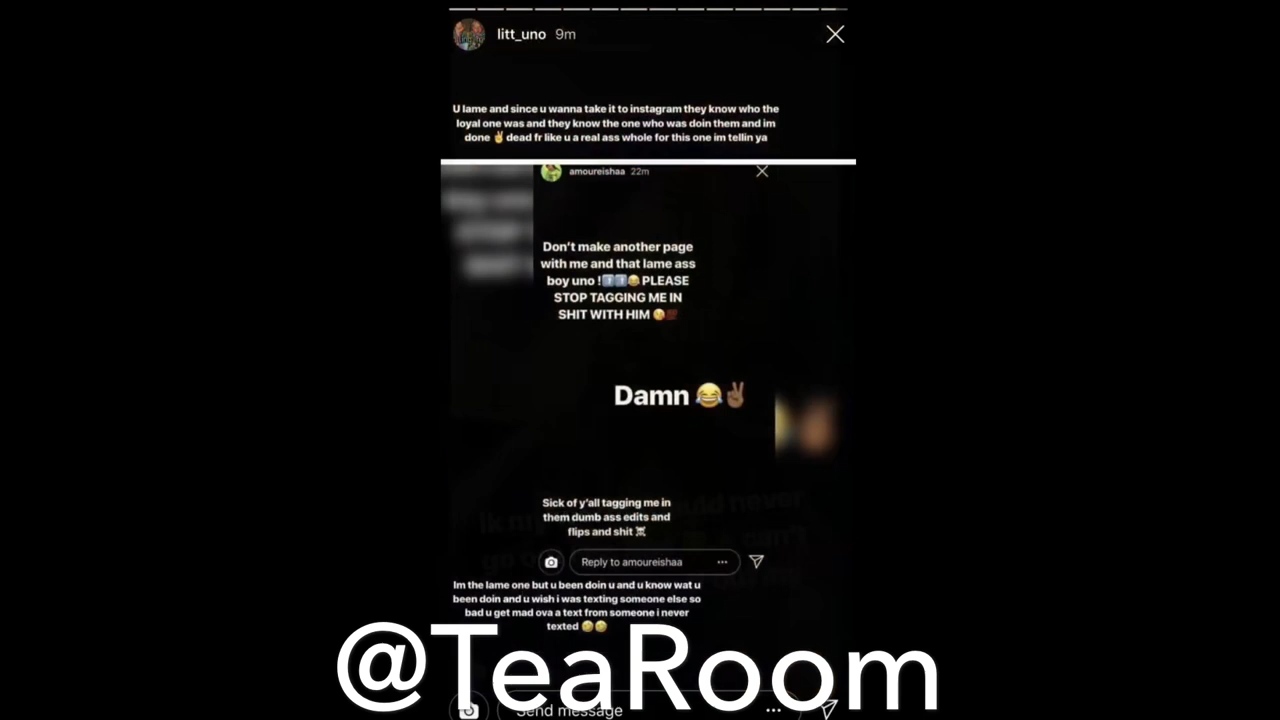 litt_uno 9m
U lame and since u wanna take it to instagram they know who the
loyal one was and they know the one who was doin them and im
done ✌️ dead fr like u a real ass whole for this one im tellin ya
amoureishaa 22m
Don't make another page
with me and that lame ass
boy uno !⬆️⬆️😂 PLEASE
STOP TAGGING ME IN
SHIT WITH HIM 😘💯
Damn 😂✌🏾
Sick of y'all tagging me in
them dumb ass edits and
flips and shit ☠️
Reply to amoureishaa
Im the lame one but u been doin u and u know wat u
been doin and u wish i was texting someone else so
bad u get mad ova a text from someone i never
texted 🤣🤣
@TeaRoom
Send message